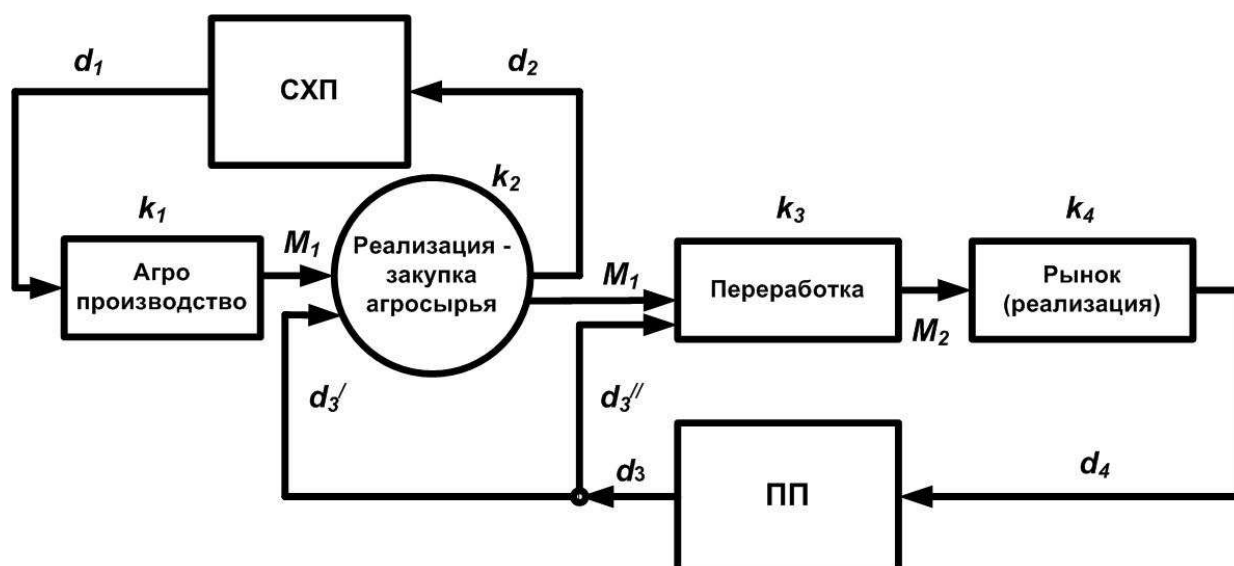 d₁
СХП
d₂
k₁
k₂
k₃
k₄
Агро
производство
M₁
Реализация -
закупка
агросырья
M₁
Переработка
M₂
Рынок
(реализация)
d₃/
d₃//
d₃
ПП
d₄